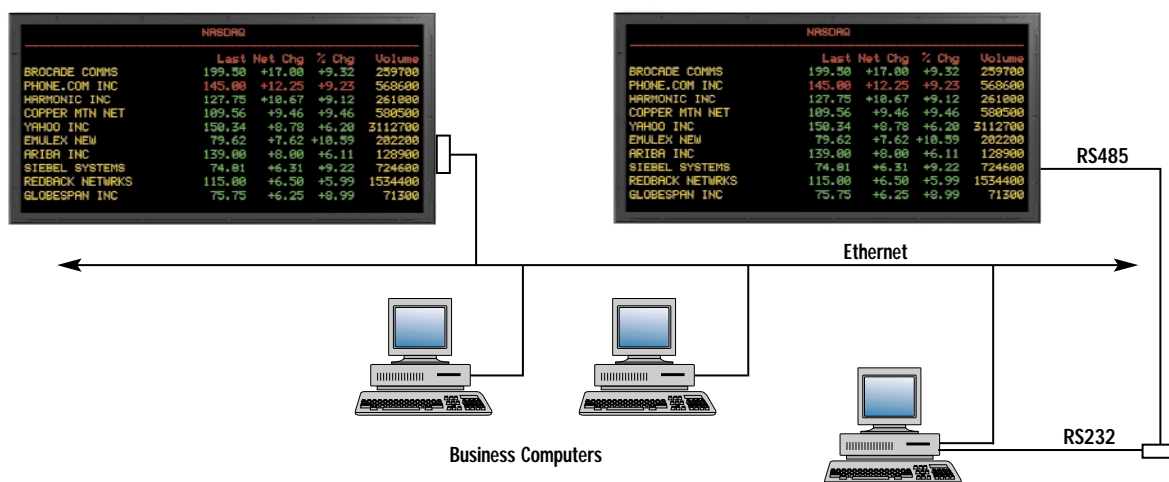 NASDAQ
Last Net Chg % Chg Volume
BROCADE COMMS 199.50 +17.00 +9.32 259700
PHONE.COM INC 145.00 +12.25 +9.23 568600
HARMONIC INC 127.75 +10.67 +9.12 261000
COPPER MTN NET 109.56 +9.46 +9.46 580500
YAHOO INC 150.34 +8.78 +6.20 3112700
EMULEX NEW 79.62 +7.62 +10.59 202200
ARIBA INC 139.00 +8.00 +6.11 128900
SIEBEL SYSTEMS 74.81 +6.31 +9.22 724600
REDBACK NETWRKS 115.00 +6.50 +5.99 1534400
GLOBESPAN INC 75.75 +6.25 +8.99 71300
NASDAQ
Last Net Chg % Chg Volume
BROCADE COMMS 199.50 +17.00 +9.32 259700
PHONE.COM INC 145.00 +12.25 +9.23 568600
HARMONIC INC 127.75 +10.67 +9.12 261000
COPPER MTN NET 109.56 +9.46 +9.46 580500
YAHOO INC 150.34 +8.78 +6.20 3112700
EMULEX NEW 79.62 +7.62 +10.59 202200
ARIBA INC 139.00 +8.00 +6.11 128900
SIEBEL SYSTEMS 74.81 +6.31 +9.22 724600
REDBACK NETWRKS 115.00 +6.50 +5.99 1534400
GLOBESPAN INC 75.75 +6.25 +8.99 71300
RS485
Ethernet
Business Computers
RS232